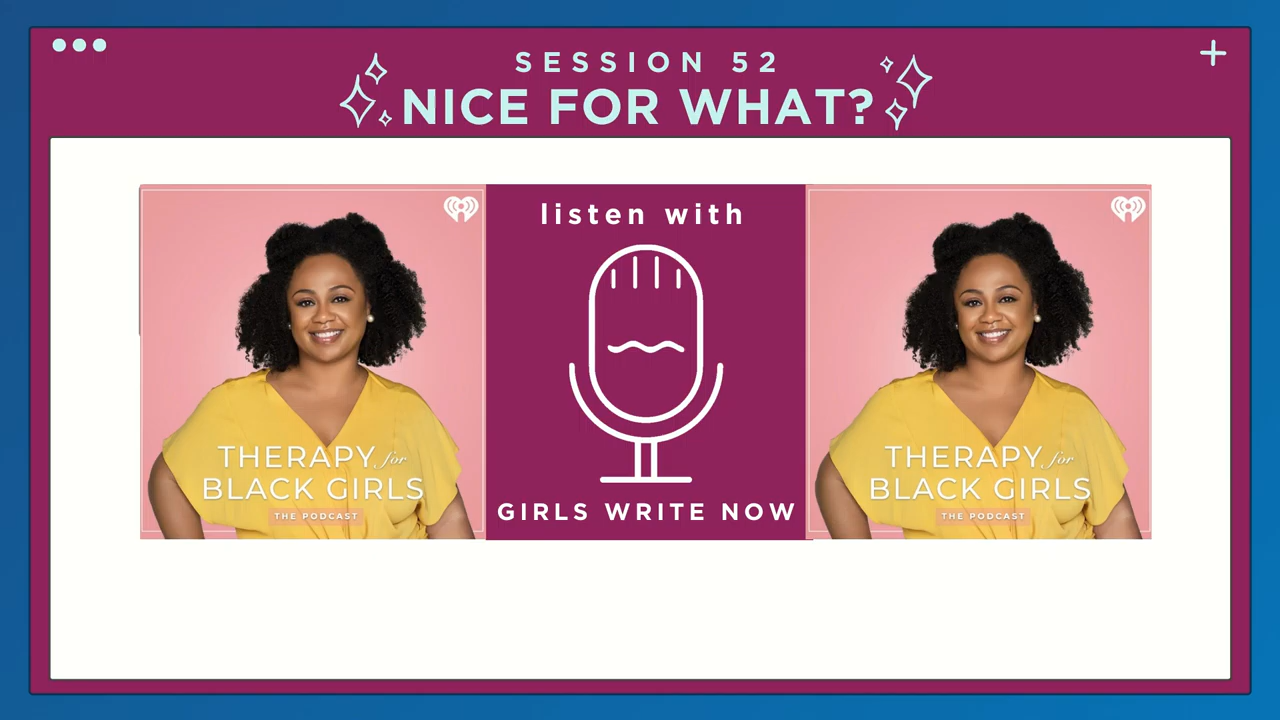 SESSION 52
NICE FOR WHAT?
THERAPY for
BLACK GIRLS
THE PODCAST
listen with
GIRLS WRITE NOW
THERAPY for
BLACK GIRLS
THE PODCAST